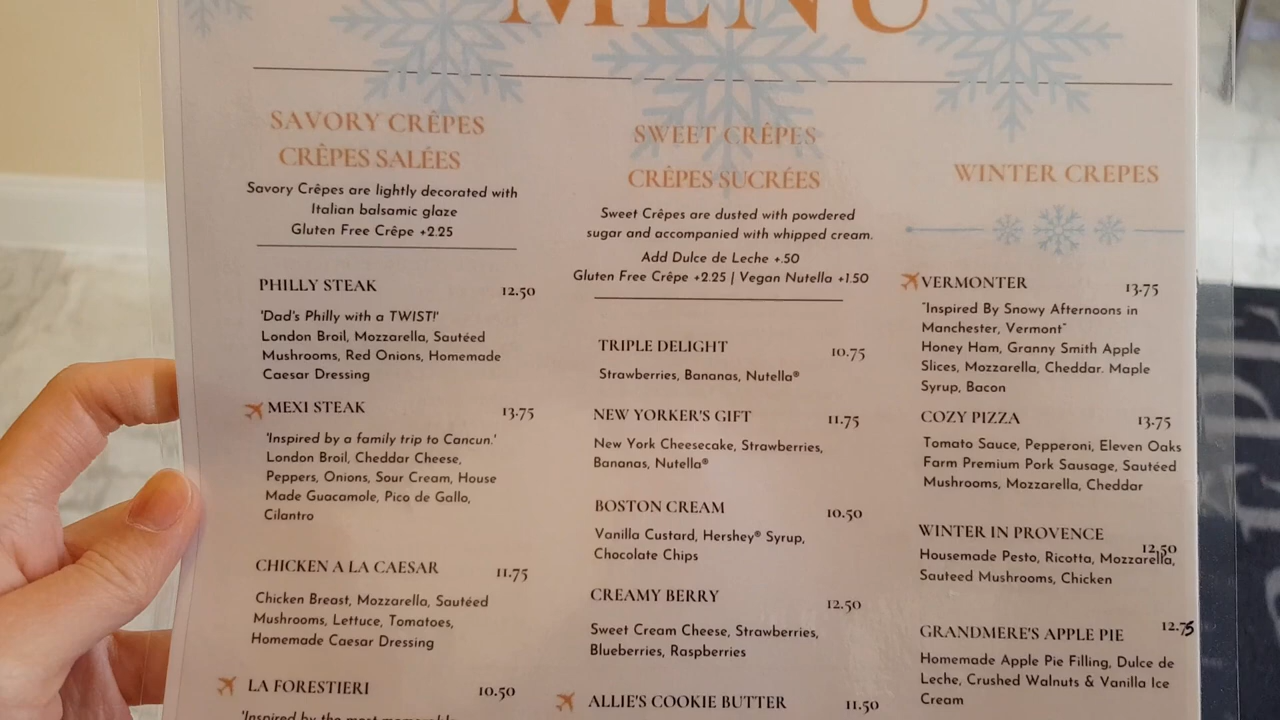 MENU
SAVORY CRÊPES
CRÊPES SALÉES
Savory Crêpes are lightly decorated with
Italian balsamic glaze
Gluten Free Crêpe +2.25
PHILLY STEAK 12.50
'Dad's Philly with a TWIST!'
London Broil, Mozzarella, Sautéed
Mushrooms, Red Onions, Homemade
Caesar Dressing
MEXI STEAK 13.75
'Inspired by a family trip to Cancun.'
London Broil, Cheddar Cheese,
Peppers, Onions, Sour Cream, House
Made Guacamole, Pico de Gallo,
Cilantro
CHICKEN A LA CAESAR 11.75
Chicken Breast, Mozzarella, Sautéed
Mushrooms, Lettuce, Tomatoes,
Homemade Caesar Dressing
LA FORESTIERI 10.50
'Inspired by the most memorable
SWEET CRÊPES
CRÊPES SUCRÉES
Sweet Crêpes are dusted with powdered
sugar and accompanied with whipped cream.
Add Dulce de Leche +.50
Gluten Free Crêpe +2.25 | Vegan Nutella +1.50
TRIPLE DELIGHT 10.75
Strawberries, Bananas, Nutella®
NEW YORKER'S GIFT 11.75
New York Cheesecake, Strawberries,
Bananas, Nutella®
BOSTON CREAM 10.50
Vanilla Custard, Hershey® Syrup,
Chocolate Chips
CREAMY BERRY 12.50
Sweet Cream Cheese, Strawberries,
Blueberries, Raspberries
ALLIE'S COOKIE BUTTER 11.50
WINTER CREPES
VERMONTER 13.75
"Inspired By Snowy Afternoons in
Manchester, Vermont"
Honey Ham, Granny Smith Apple
Slices, Mozzarella, Cheddar. Maple
Syrup, Bacon
COZY PIZZA 13.75
Tomato Sauce, Pepperoni, Eleven Oaks
Farm Premium Pork Sausage, Sautéed
Mushrooms, Mozzarella, Cheddar
WINTER IN PROVENCE 12.50
Housemade Pesto, Ricotta, Mozzarella,
Sauteed Mushrooms, Chicken
GRANDMERE'S APPLE PIE 12.75
Homemade Apple Pie Filling, Dulce de
Leche, Crushed Walnuts & Vanilla Ice
Cream